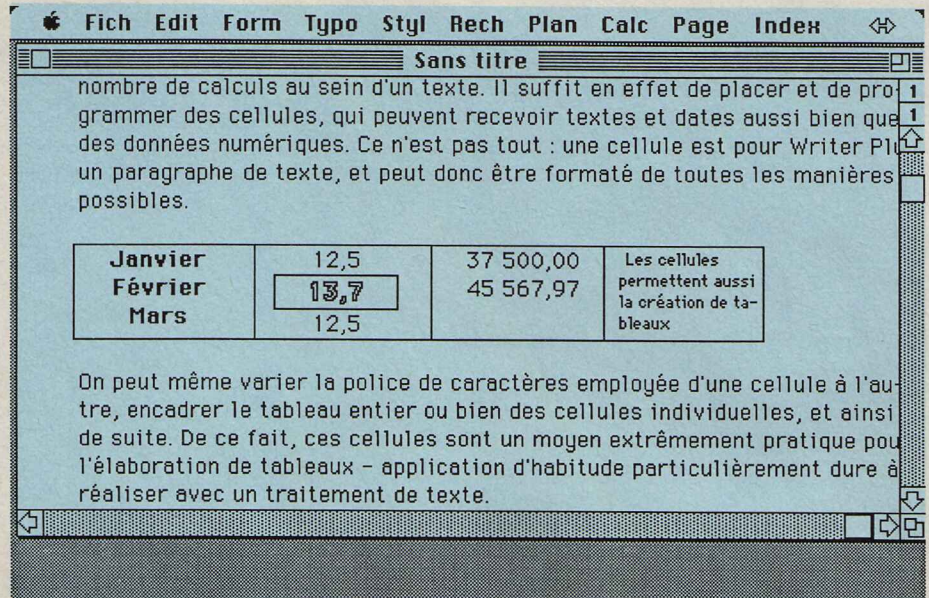 Fich Edit Form Typo Styl Rech Plan Calc Page Index
Sans titre
nombre de calculs au sein d'un texte. Il suffit en effet de placer et de pro-
grammer des cellules, qui peuvent recevoir textes et dates aussi bien que
des données numériques. Ce n'est pas tout : une cellule est pour Writer Plu
un paragraphe de texte, et peut donc être formaté de toutes les manières
possibles.
1
1
Janvier 12,5 37 500,00
Février 13,7 45 567,97
Mars 12,5
Les cellules
permettent aussi
la création de ta-
bleaux
On peut même varier la police de caractères employée d'une cellule à l'au-
tre, encadrer le tableau entier ou bien des cellules individuelles, et ainsi
de suite. De ce fait, ces cellules sont un moyen extrêmement pratique pou
l'élaboration de tableaux - application d'habitude particulièrement dure à
réaliser avec un traitement de texte.